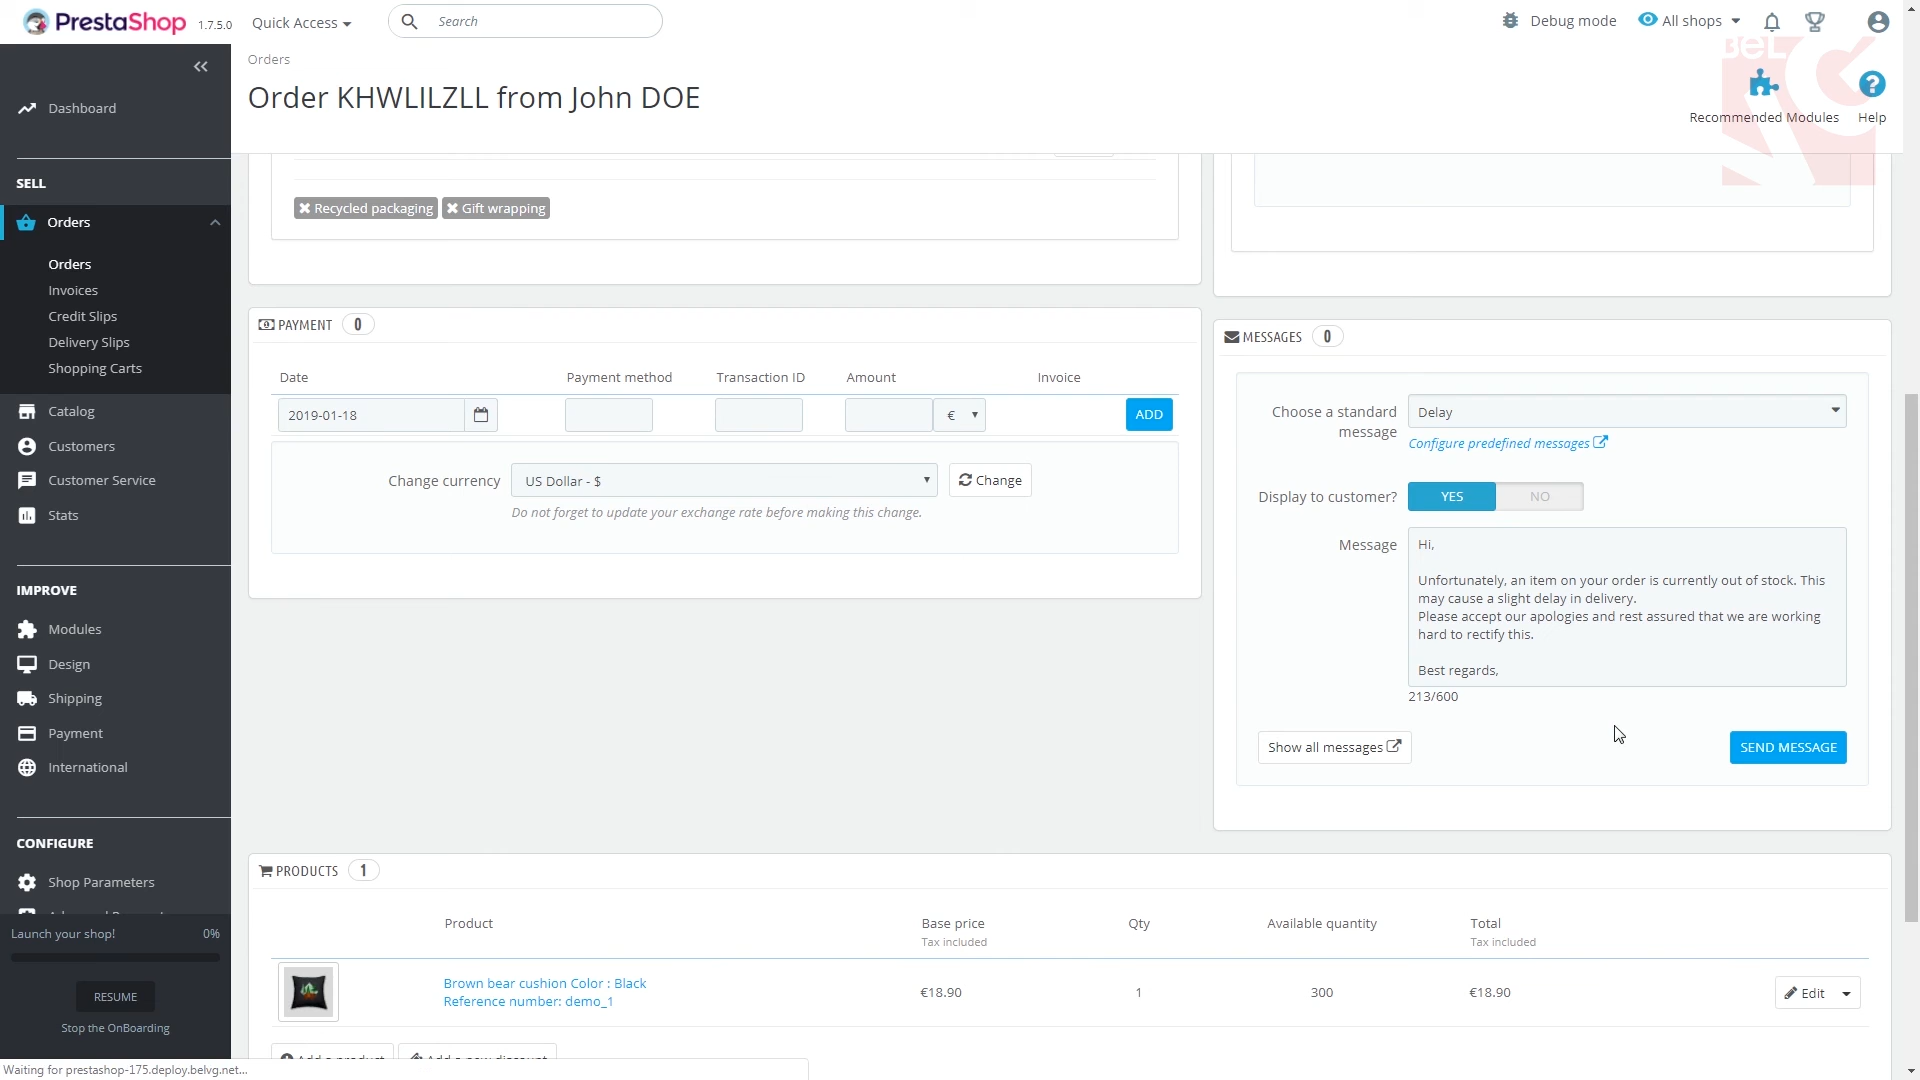 PrestaShop 1.7.5.0 Quick Access Search Debug mode All shops
BeL
Orders
Order KHWLILZLL from John DOE
Recommended Modules Help
Dashboard
SELL
Orders
Orders
Invoices
Credit Slips
Delivery Slips
Shopping Carts
Catalog
Customers
Customer Service
Stats
IMPROVE
Modules
Design
Shipping
Payment
International
CONFIGURE
Shop Parameters
Launch your shop! 0%
RESUME
Stop the OnBoarding
Recycled packaging Gift wrapping
PAYMENT 0
Date Payment method Transaction ID Amount Invoice
2019-01-18 € ADD
Change currency US Dollar - $ Change
Do not forget to update your exchange rate before making this change.
MESSAGES 0
Choose a standard
message
Delay
Configure predefined messages
Display to customer? YES NO
Message
Hi,
Unfortunately, an item on your order is currently out of stock. This
may cause a slight delay in delivery.
Please accept our apologies and rest assured that we are working
hard to rectify this.
Best regards,
213/600
Show all messages SEND MESSAGE
PRODUCTS 1
Product Base price Qty Available quantity Total
Tax included Tax included
Brown bear cushion Color : Black
Reference number: demo_1
€18.90 1 300 €18.90 Edit
Add a product Add a new discount
Waiting for prestashop-175.deploy.belvg.net...